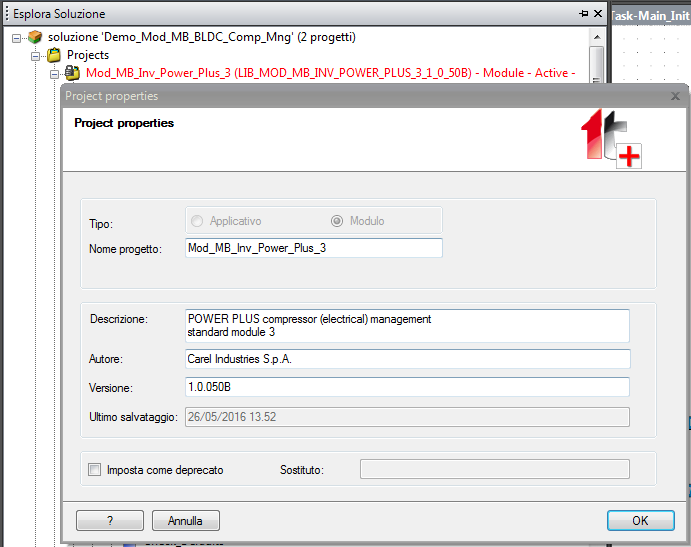 Esplora Soluzione
Task-Main_Init
soluzione 'Demo_Mod_MB_BLDC_Comp_Mng' (2 progetti)
Projects
Mod_MB_Inv_Power_Plus_3 (LIB_MOD_MB_INV_POWER_PLUS_3_1_0_50B) - Module - Active -
Project properties
Project properties
Tipo:
Applicativo
Modulo
Nome progetto:
Mod_MB_Inv_Power_Plus_3
Descrizione:
POWER PLUS compressor (electrical) management
standard module 3
Autore:
Carel Industries S.p.A.
Versione:
1.0.050B
Ultimo salvataggio:
26/05/2016 13.52
Imposta come deprecato
Sostituto:
?
Annulla
OK